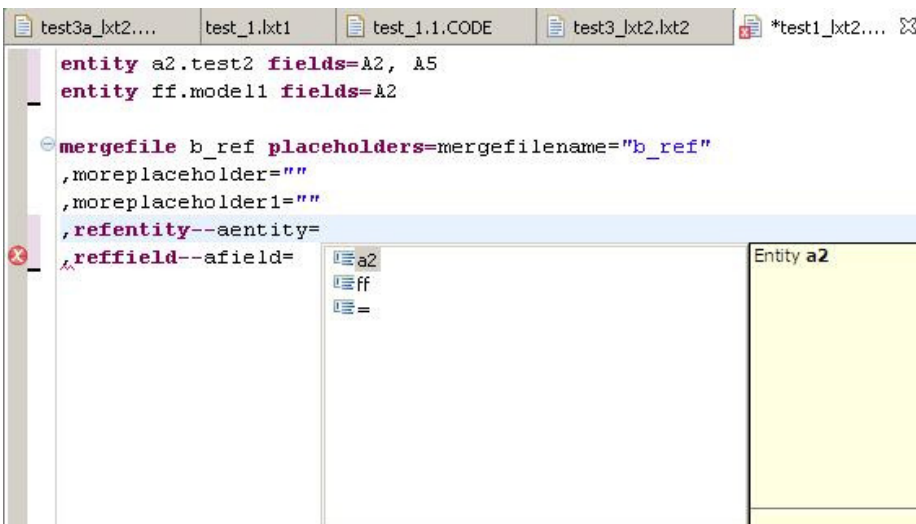 test3a_lxt2.... test_1.lxt1 test_1.1.CODE test3_lxt2.lxt2 *test1_lxt2....
entity a2.test2 fields=A2, A5
entity ff.model1 fields=A2
mergefile b_ref placeholders=mergefilename="b_ref"
,moreplaceholder=""
,moreplaceholder1=""
,refentity--aentity=
,reffield--afield=
a2
ff
=
Entity a2